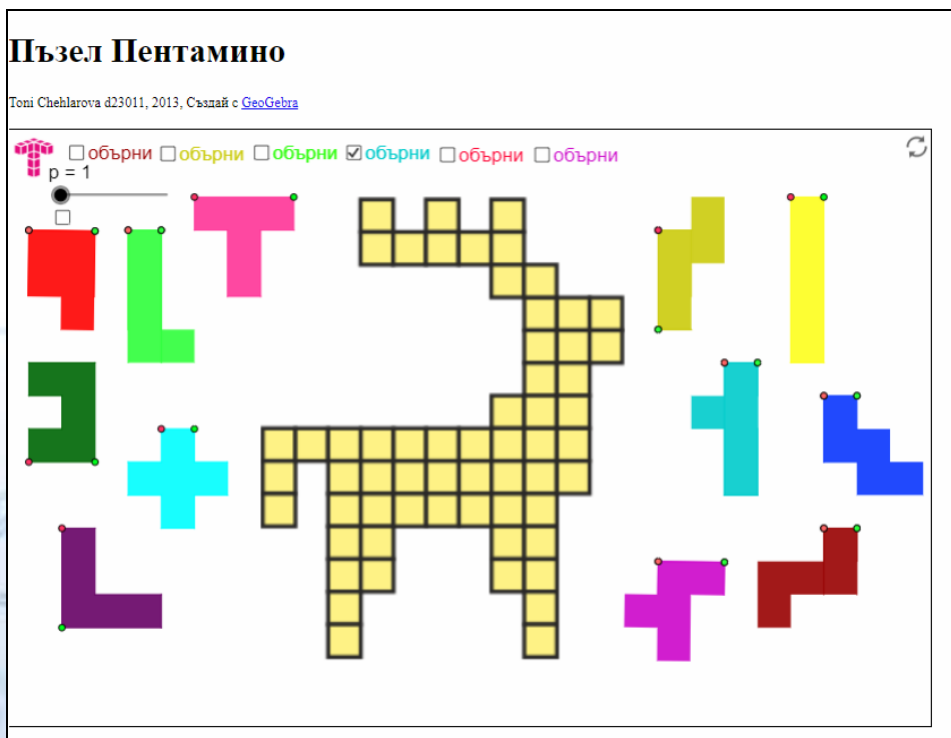 Пъзел Пентамино
Toni Chehlarova d23011, 2013, Създай с GeoGebra
обърни обърни обърни обърни обърни обърни
p = 1